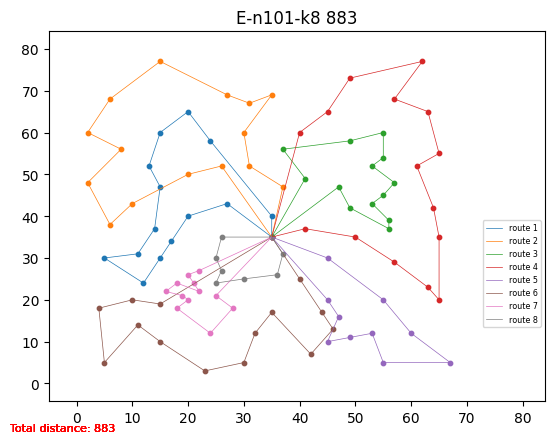 E-n101-k8 883
80
70
60
50
40
30
20
10
0
0 10 20 30 40 50 60 70 80
route 1
route 2
route 3
route 4
route 5
route 6
route 7
route 8
Total distance: 883